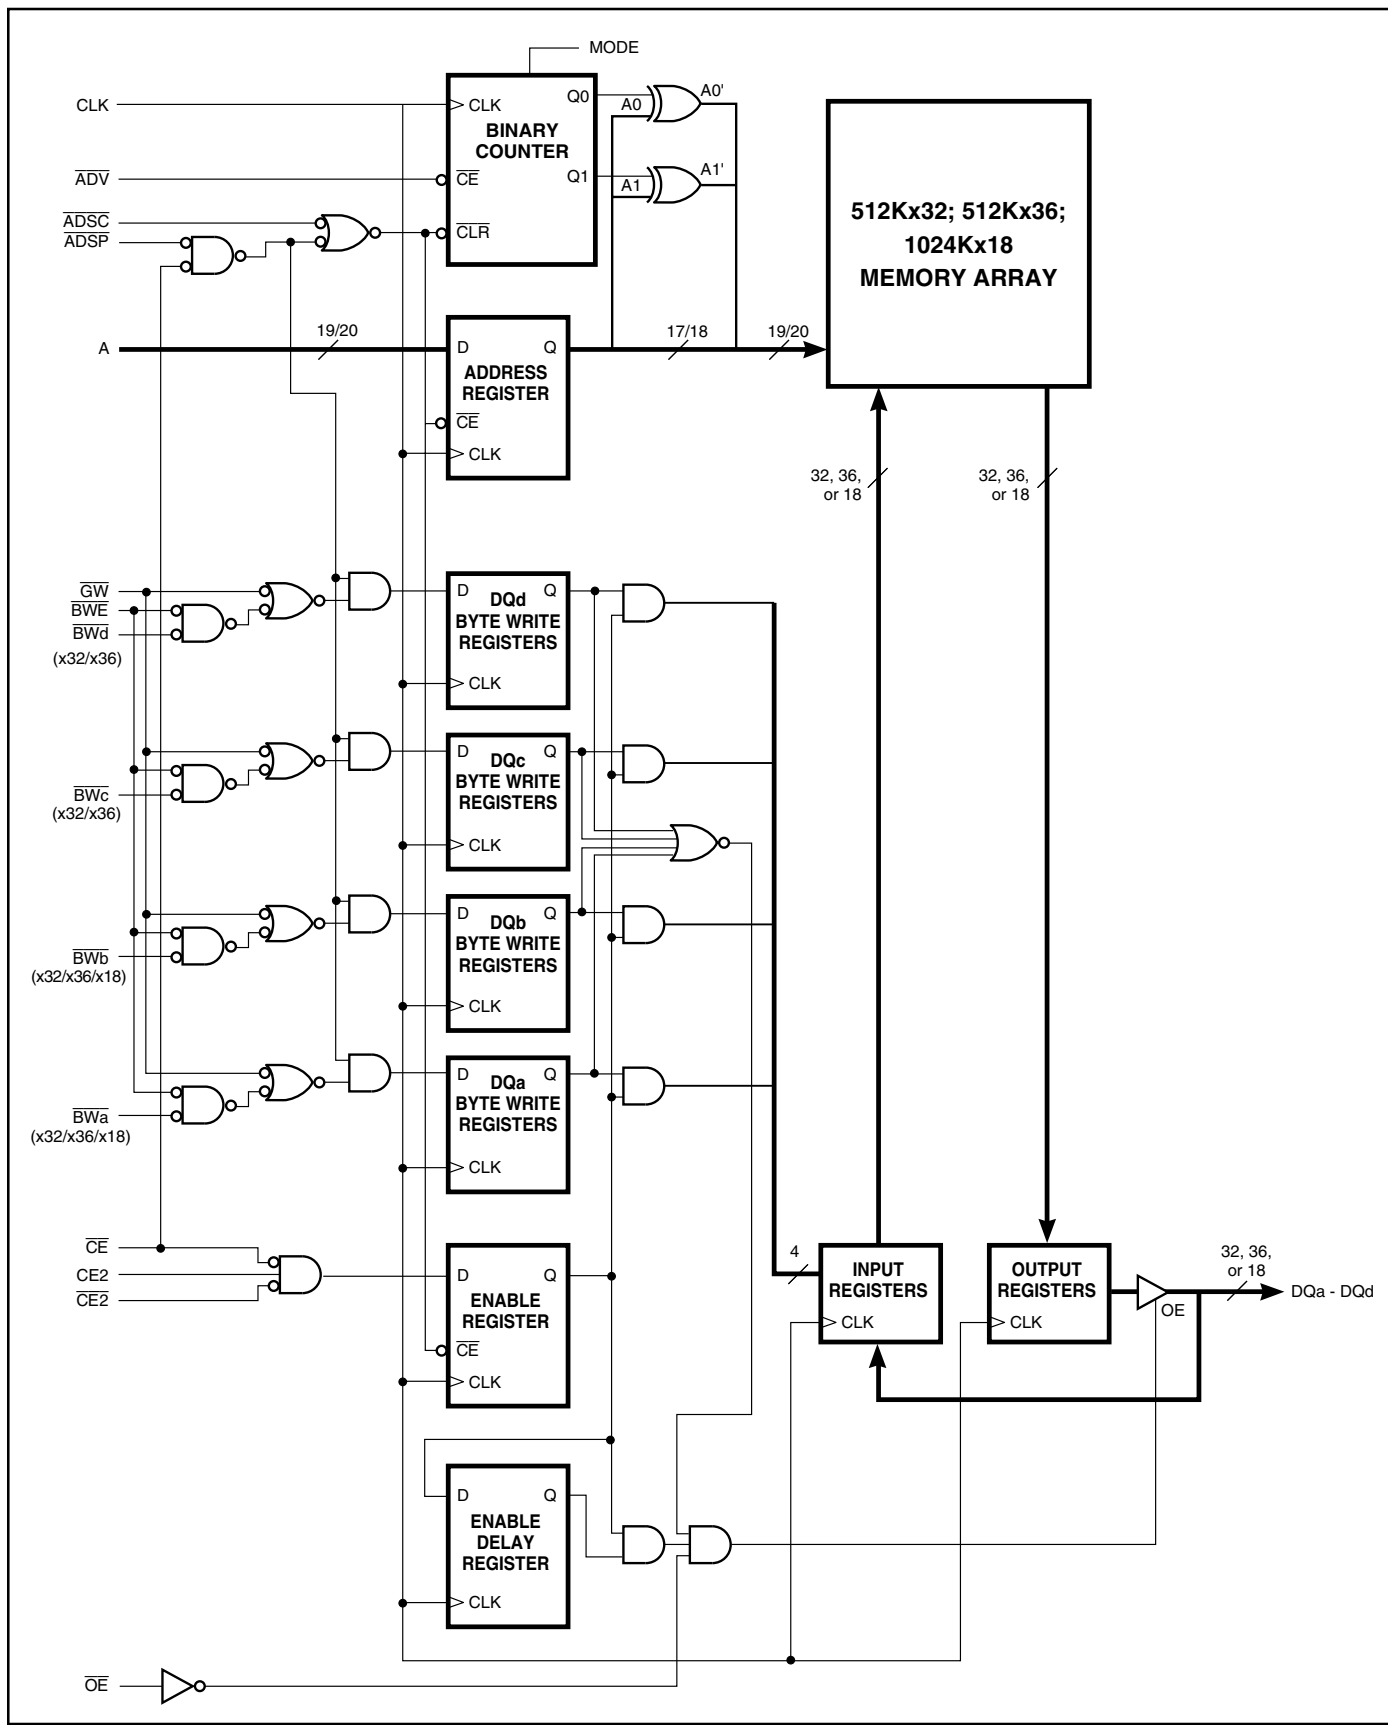 MODE
CLK
CLK
Q0
A0
A0'
BINARY
COUNTER
ADV
CE
Q1
A1
A1'
ADSC
ADSP
CLR
512Kx32; 512Kx36;
1024Kx18
MEMORY ARRAY
A
19/20
D
Q
17/18
19/20
ADDRESS
REGISTER
CE
CLK
32, 36,
or 18
32, 36,
or 18
GW
BWE
BWd
(x32/x36)
D
Q
DQd
BYTE WRITE
REGISTERS
CLK
BWc
(x32/x36)
D
Q
DQc
BYTE WRITE
REGISTERS
CLK
BWb
(x32/x36/x18)
D
Q
DQb
BYTE WRITE
REGISTERS
CLK
BWa
(x32/x36/x18)
D
Q
DQa
BYTE WRITE
REGISTERS
CLK
CE
CE2
CE2
D
Q
ENABLE
REGISTER
CE
CLK
4
INPUT
REGISTERS
CLK
OUTPUT
REGISTERS
CLK
OE
32, 36,
or 18
DQa - DQd
D
Q
ENABLE
DELAY
REGISTER
CLK
OE